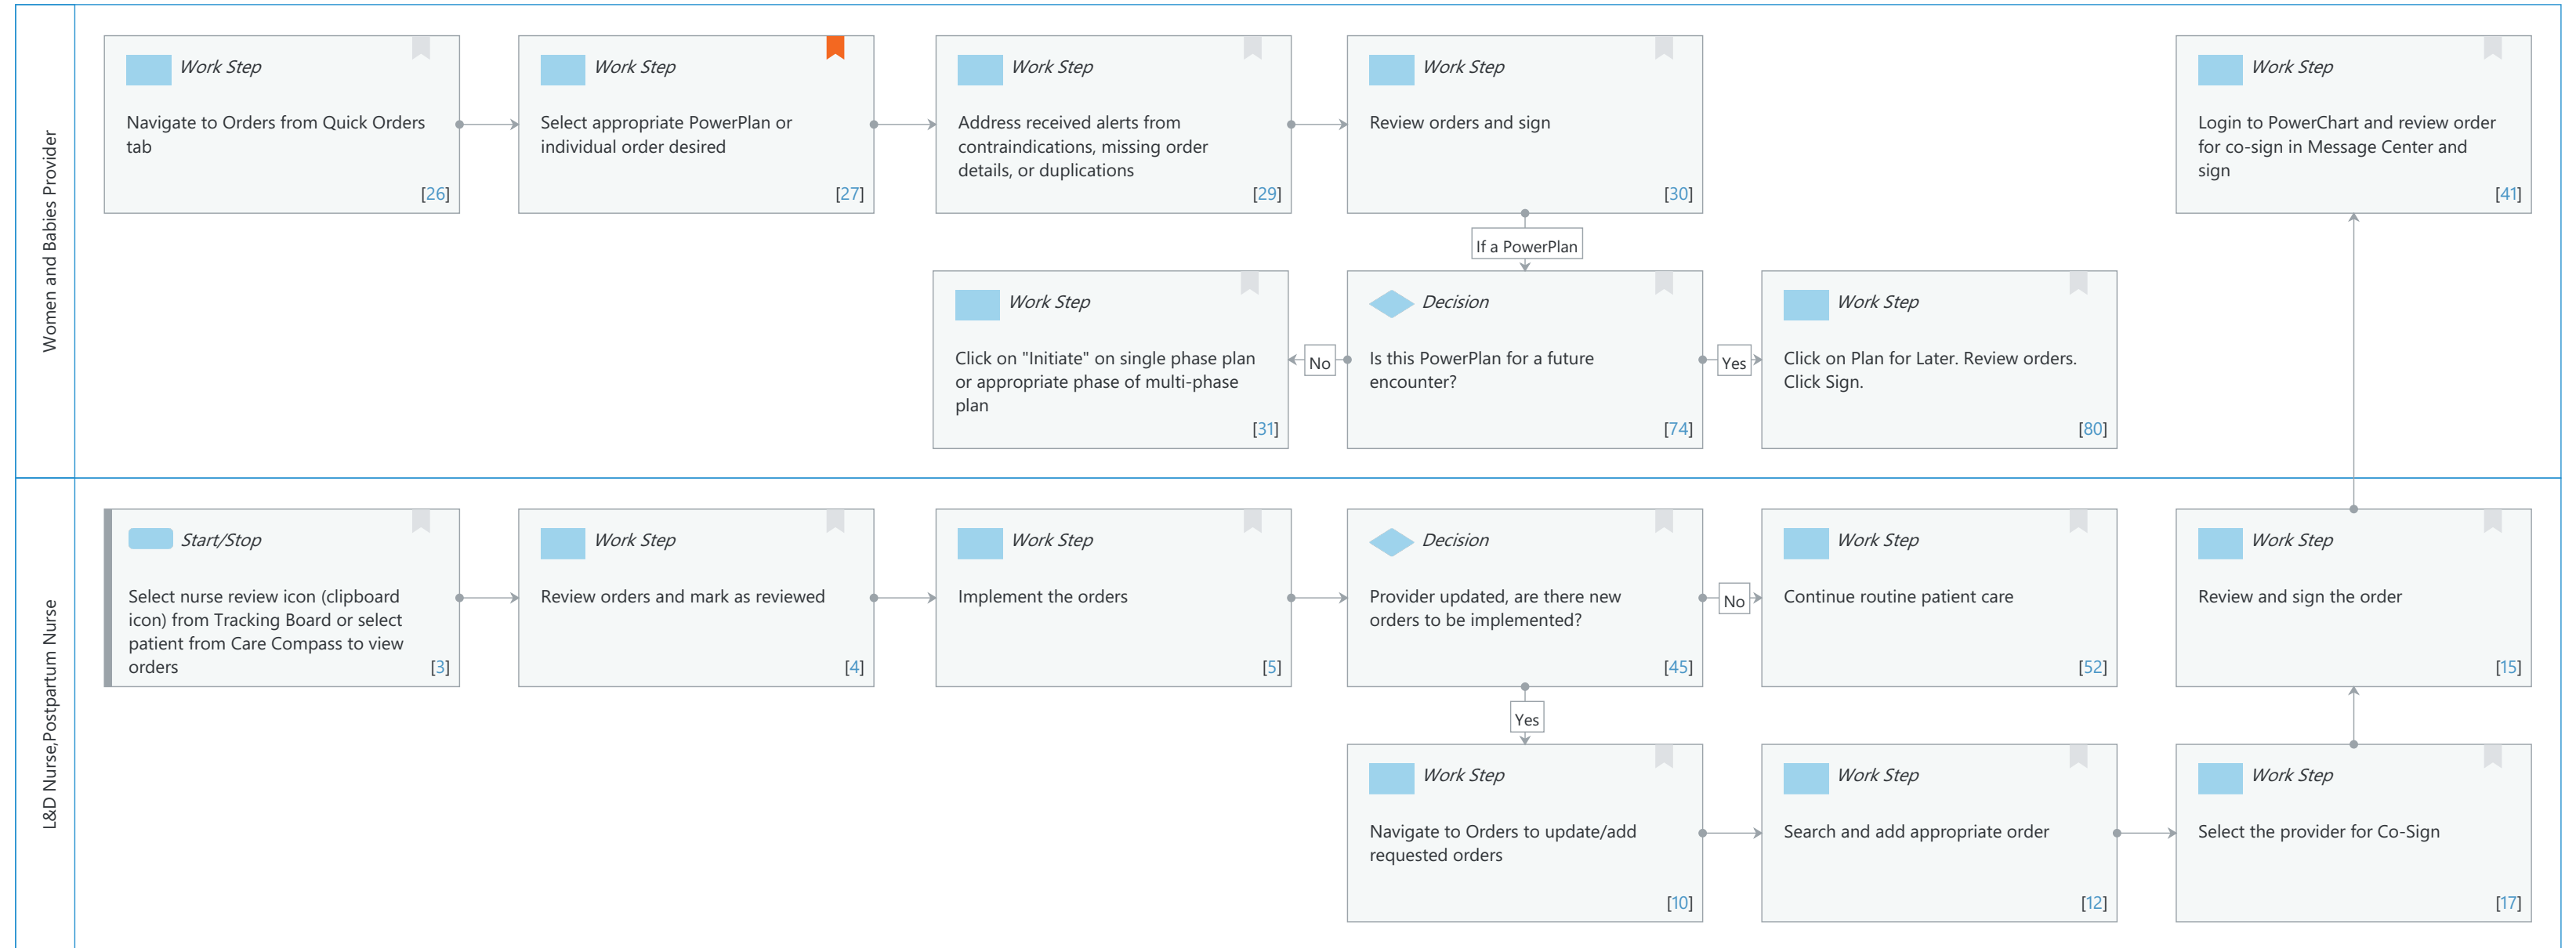 Women and Babies Provider
Work Step
Navigate to Orders from Quick Orders
tab
[26]
Work Step
Select appropriate PowerPlan or
individual order desired
[27]
Work Step
Address received alerts from
contraindications, missing order
details, or duplications
[29]
Work Step
Review orders and sign
[30]
Work Step
Login to PowerChart and review order
for co-sign in Message Center and
sign
[41]
If a PowerPlan
Work Step
Click on "Initiate" on single phase plan
or appropriate phase of multi-phase
plan
[31]
No
Decision
Is this PowerPlan for a future
encounter?
[74]
Yes
Work Step
Click on Plan for Later. Review orders.
Click Sign.
[80]
L&D Nurse,Postpartum Nurse
Start/Stop
Select nurse review icon (clipboard
icon) from Tracking Board or select
patient from Care Compass to view
orders
[3]
Work Step
Review orders and mark as reviewed
[4]
Work Step
Implement the orders
[5]
Decision
Provider updated, are there new
orders to be implemented?
[45]
No
Work Step
Continue routine patient care
[52]
Work Step
Review and sign the order
[15]
Yes
Work Step
Navigate to Orders to update/add
requested orders
[10]
Work Step
Search and add appropriate order
[12]
Work Step
Select the provider for Co-Sign
[17]